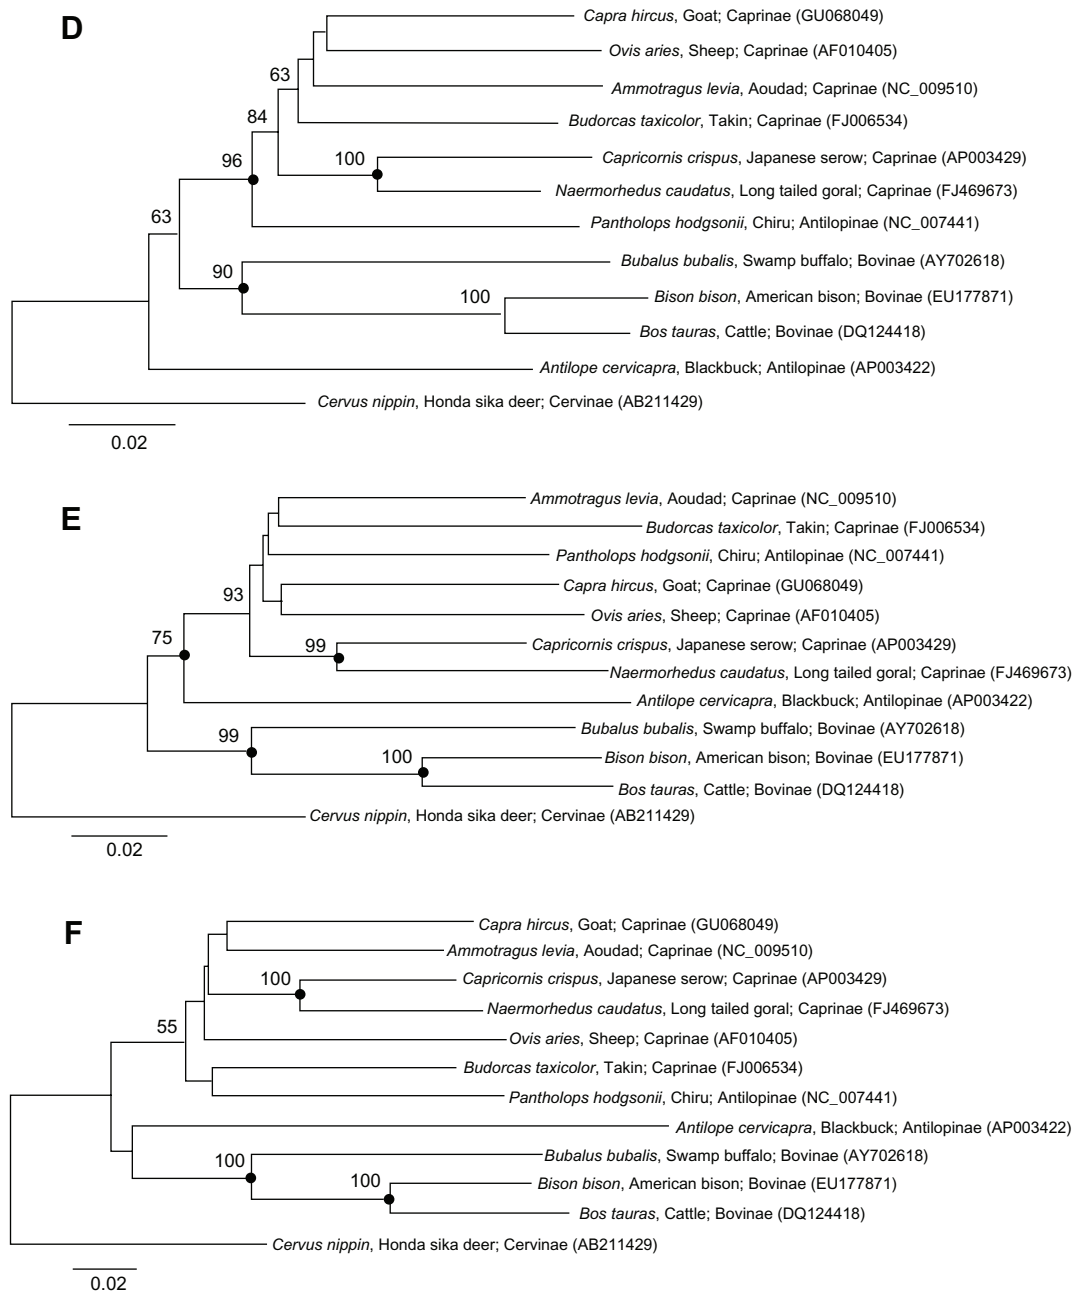 D
Capra hircus, Goat; Caprinae (GU068049)
Ovis aries, Sheep; Caprinae (AF010405)
63
Ammotragus levia, Aoudad; Caprinae (NC_009510)
84
Budorcas taxicolor, Takin; Caprinae (FJ006534)
96
100
Capricornis crispus, Japanese serow; Caprinae (AP003429)
Naermorhedus caudatus, Long tailed goral; Caprinae (FJ469673)
63
Pantholops hodgsonii, Chiru; Antilopinae (NC_007441)
90
Bubalus bubalis, Swamp buffalo; Bovinae (AY702618)
100
Bison bison, American bison; Bovinae (EU177871)
Bos tauras, Cattle; Bovinae (DQ124418)
Antilope cervicapra, Blackbuck; Antilopinae (AP003422)
Cervus nippin, Honda sika deer; Cervinae (AB211429)
0.02
E
Ammotragus levia, Aoudad; Caprinae (NC_009510)
Budorcas taxicolor, Takin; Caprinae (FJ006534)
Pantholops hodgsonii, Chiru; Antilopinae (NC_007441)
93
Capra hircus, Goat; Caprinae (GU068049)
Ovis aries, Sheep; Caprinae (AF010405)
75
99
Capricornis crispus, Japanese serow; Caprinae (AP003429)
Naermorhedus caudatus, Long tailed goral; Caprinae (FJ469673)
Antilope cervicapra, Blackbuck; Antilopinae (AP003422)
99
Bubalus bubalis, Swamp buffalo; Bovinae (AY702618)
100
Bison bison, American bison; Bovinae (EU177871)
Bos tauras, Cattle; Bovinae (DQ124418)
Cervus nippin, Honda sika deer; Cervinae (AB211429)
0.02
F
Capra hircus, Goat; Caprinae (GU068049)
Ammotragus levia, Aoudad; Caprinae (NC_009510)
100
Capricornis crispus, Japanese serow; Caprinae (AP003429)
Naermorhedus caudatus, Long tailed goral; Caprinae (FJ469673)
55
Ovis aries, Sheep; Caprinae (AF010405)
Budorcas taxicolor, Takin; Caprinae (FJ006534)
Pantholops hodgsonii, Chiru; Antilopinae (NC_007441)
Antilope cervicapra, Blackbuck; Antilopinae (AP003422)
100
Bubalus bubalis, Swamp buffalo; Bovinae (AY702618)
100
Bison bison, American bison; Bovinae (EU177871)
Bos tauras, Cattle; Bovinae (DQ124418)
Cervus nippin, Honda sika deer; Cervinae (AB211429)
0.02